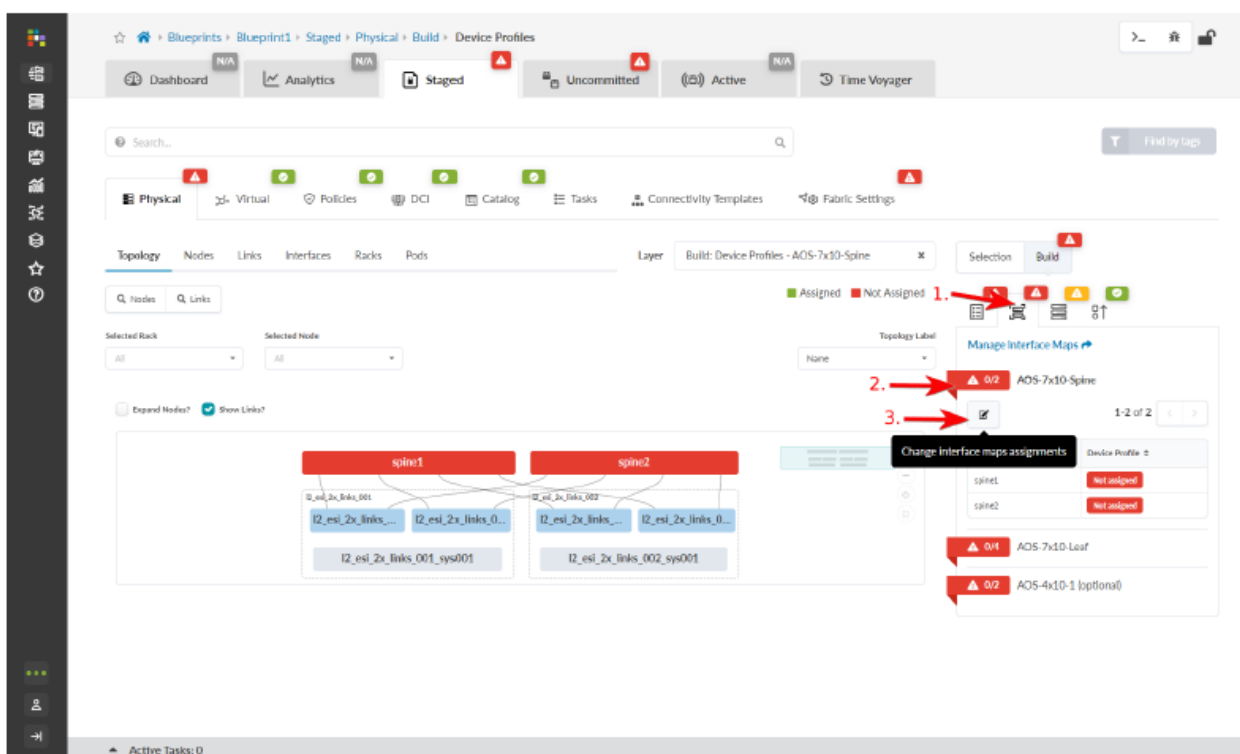 Blueprints › Blueprint1 › Staged › Physical › Build › Device Profiles
N/A N/A N/A
Dashboard Analytics Staged Uncommitted Active Time Voyager
Search...
Find by tags
Physical Virtual Policies DCI Catalog Tasks Connectivity Templates Fabric Settings
Topology Nodes Links Interfaces Racks Pods
Layer Build: Device Profiles - AOS-7x10-Spine
Selection Build
Nodes Links
Assigned Not Assigned
1.
Selected Rack Selected Node Topology Label
All All Name
Manage Interface Maps
2. 0/2 AOS-7x10-Spine
Expand Nodes? Show Links?
3. 1-2 of 2
Change interface maps assignments
Device Profile
spine1 Not assigned
spine2 Not assigned
spine1 spine2
l2_esi_2x_links_001 l2_esi_2x_links_002
l2_esi_2x_links_... l2_esi_2x_links_0... l2_esi_2x_links_... l2_esi_2x_links_0...
l2_esi_2x_links_001_sys001 l2_esi_2x_links_002_sys001
0/4 AOS-7x10-Leaf
0/2 AOS-4x10-1 (optional)
Active Tasks: 0